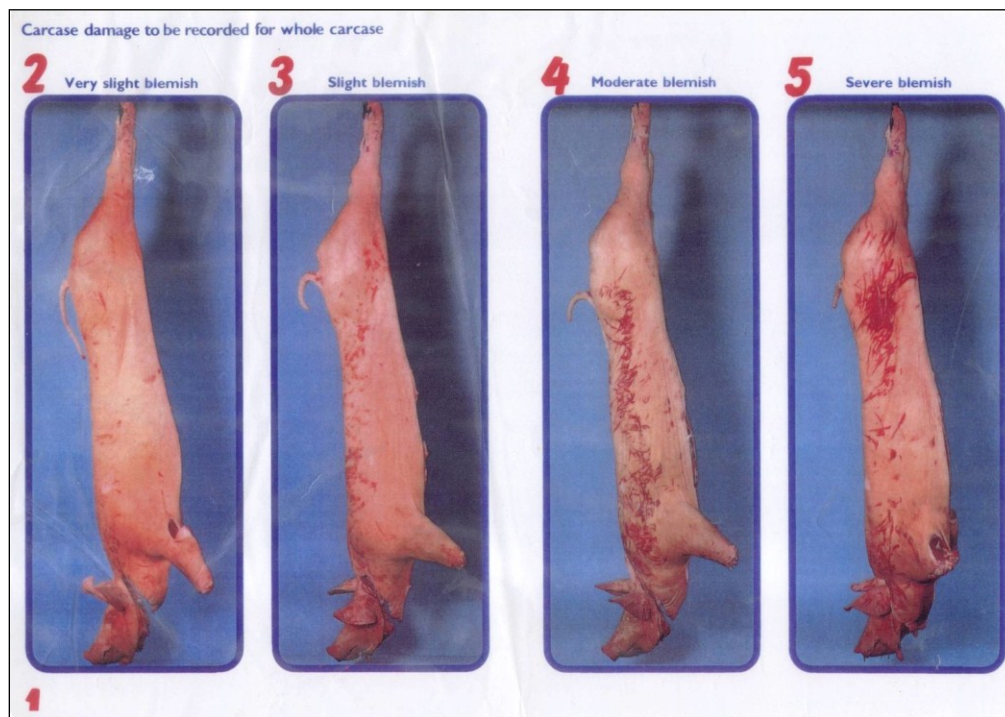 Carcase damage to be recorded for whole carcase
2 Very slight blemish
3 Slight blemish
4 Moderate blemish
5 Severe blemish
1